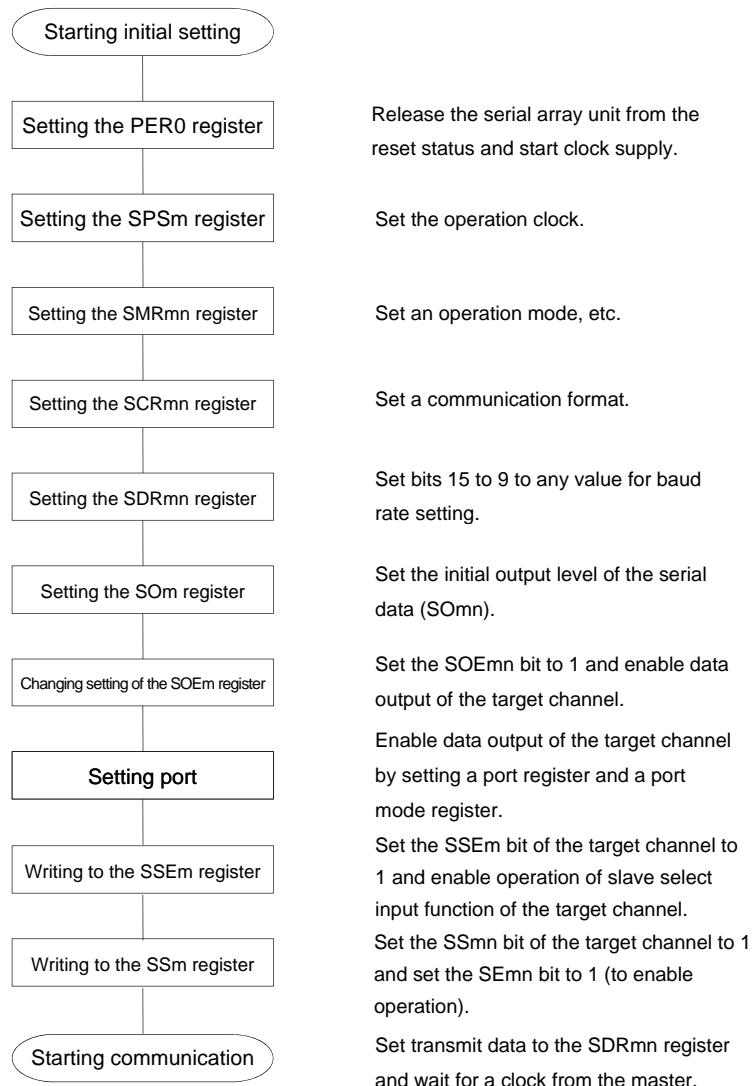 Starting initial setting
Setting the PER0 register
Release the serial array unit from the
reset status and start clock supply.
Setting the SPSm register
Set the operation clock.
Setting the SMRmn register
Set an operation mode, etc.
Setting the SCRmn register
Set a communication format.
Setting the SDRmn register
Set bits 15 to 9 to any value for baud
rate setting.
Setting the SOm register
Set the initial output level of the serial
data (SOmn).
Changing setting of the SOEm register
Set the SOEmn bit to 1 and enable data
output of the target channel.
Setting port
Enable data output of the target channel
by setting a port register and a port
mode register.
Writing to the SSEm register
Set the SSEm bit of the target channel to
1 and enable operation of slave select
input function of the target channel.
Writing to the SSm register
Set the SSmn bit of the target channel to 1
and set the SEmn bit to 1 (to enable
operation).
Starting communication
Set transmit data to the SDRmn register
and wait for a clock from the master.